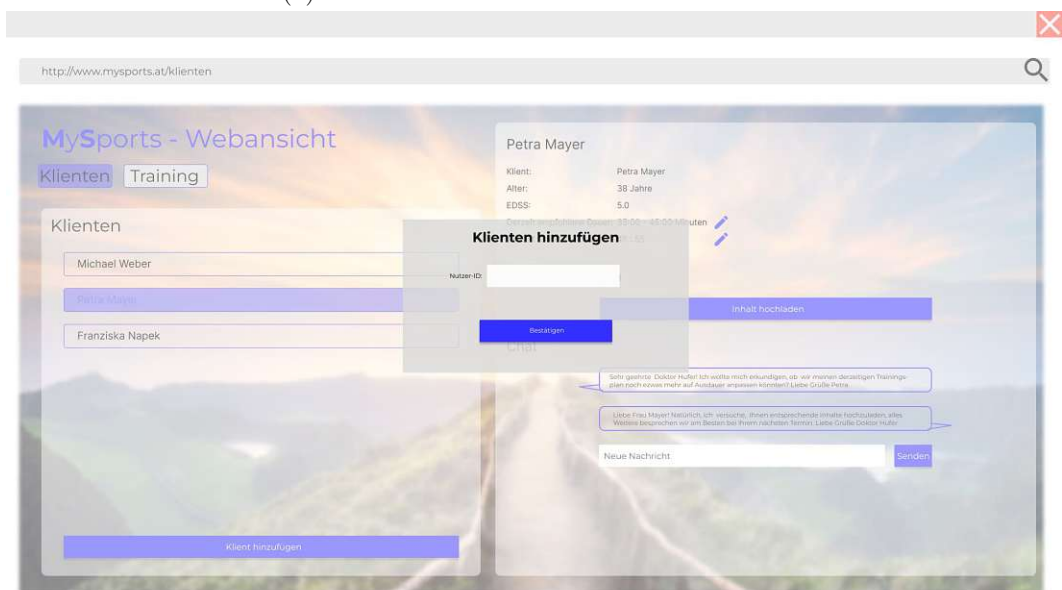 http://www.mysports.at/klienten
MySports - Webansicht
Klienten Training
Klienten
Michael Weber
Petra Mayer
Franziska Napek
Klient hinzufügen
Petra Mayer
Klient: Petra Mayer
Alter: 38 Jahre
EDSS: 5.0
Klienten hinzufügen
Nutzer-ID:
Bestätigen
Inhalt hochladen
Chat
Sehr geehrte Doktor Hufer! Ich wollte mich erkundigen, ob wir meinen derzeitigen Trainings-
plan noch etwas mehr auf Ausdauer anpassen könnten? Liebe Grüße Petra
Liebe Frau Mayer! Natürlich, ich versuche, Ihnen entsprechende Inhalte hochzuladen, alles
Weitere besprechen wir am Besten bei Ihrem nächsten Termin. Liebe Grüße Doktor Hufer
Neue Nachricht Senden